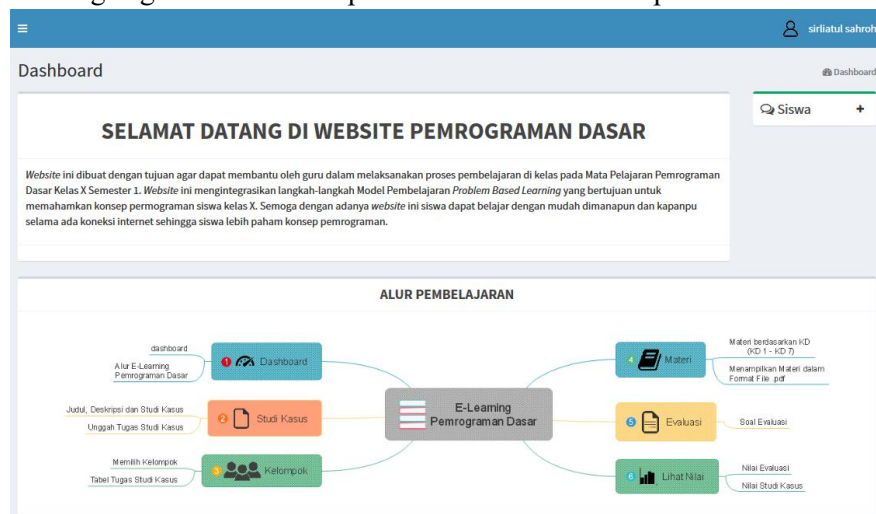 sirliatul sahroh
Dashboard
Dashboard
Siswa +
SELAMAT DATANG DI WEBSITE PEMROGRAMAN DASAR
Website ini dibuat dengan tujuan agar dapat membantu oleh guru dalam melaksanakan proses pembelajaran di kelas pada Mata Pelajaran Pemrograman
Dasar Kelas X Semester 1. Website ini mengintegrasikan langkah-langkah Model Pembelajaran Problem Based Learning yang bertujuan untuk
memahamkan konsep permograman siswa kelas X. Semoga dengan adanya website ini siswa dapat belajar dengan mudah dimanapun dan kapanpu
selama ada koneksi internet sehingga siswa lebih paham konsep pemrograman.
ALUR PEMBELAJARAN
dashboard
Alur E-Learning
Pemrograman Dasar
1 Dashboard
Judul, Deskripsi dan Studi Kasus
Unggah Tugas Studi Kasus
2 Studi Kasus
Memilih Kelompok
Tabel Tugas Studi Kasus
3 Kelompok
E-Learning
Pemrograman Dasar
4 Materi
Materi berdasarkan KD
(KD 1 - KD 7)
Menampilkan Materi dalam
Format File .pdf
5 Evaluasi
Soal Evaluasi
6 Lihat Nilai
Nilai Evaluasi
Nilai Studi Kasus